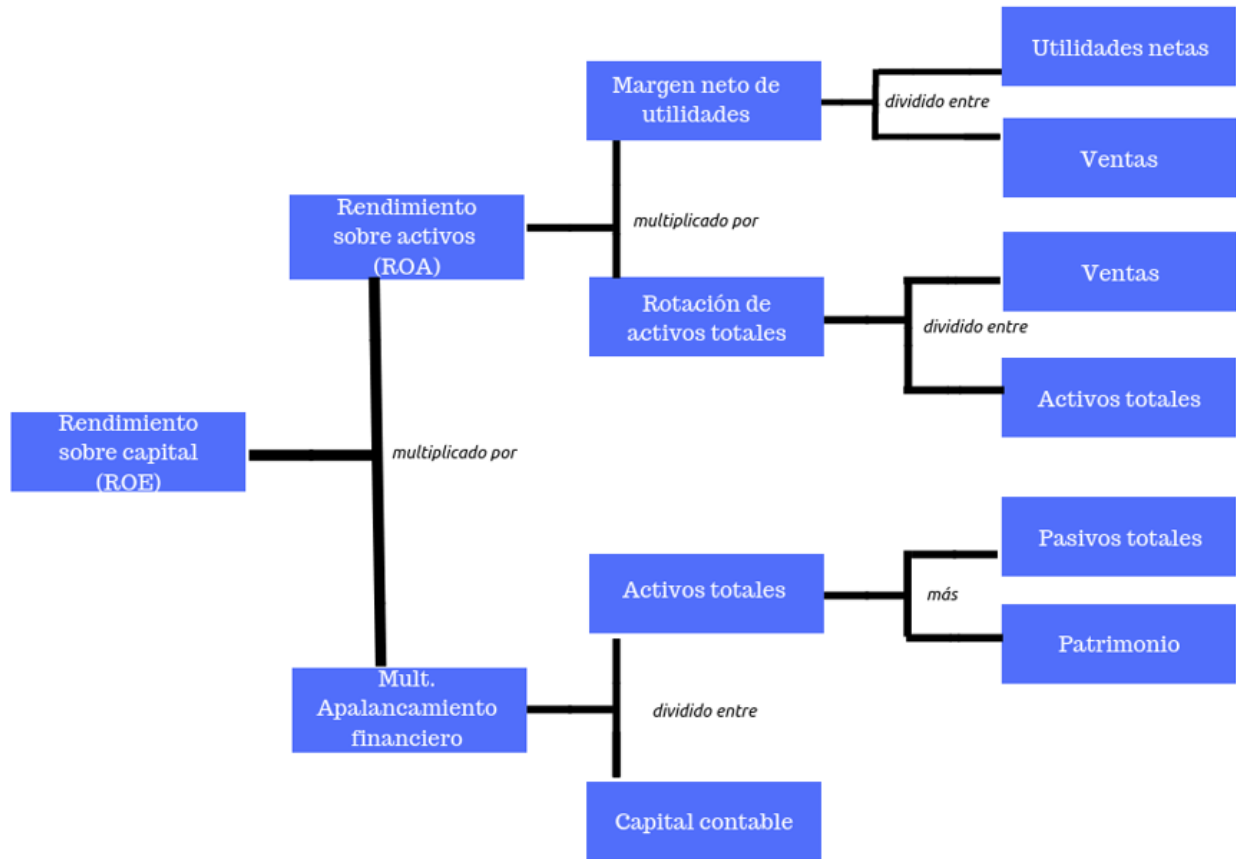 Utilidades netas
Margen neto de
utilidades
dividido entre
Ventas
Rendimiento
sobre activos
(ROA)
multiplicado por
Ventas
Rotación de
activos totales
dividido entre
Activos totales
Rendimiento
sobre capital
(ROE)
multiplicado por
Pasivos totales
Activos totales
más
Patrimonio
Mult.
Apalancamiento
financiero
dividido entre
Capital contable